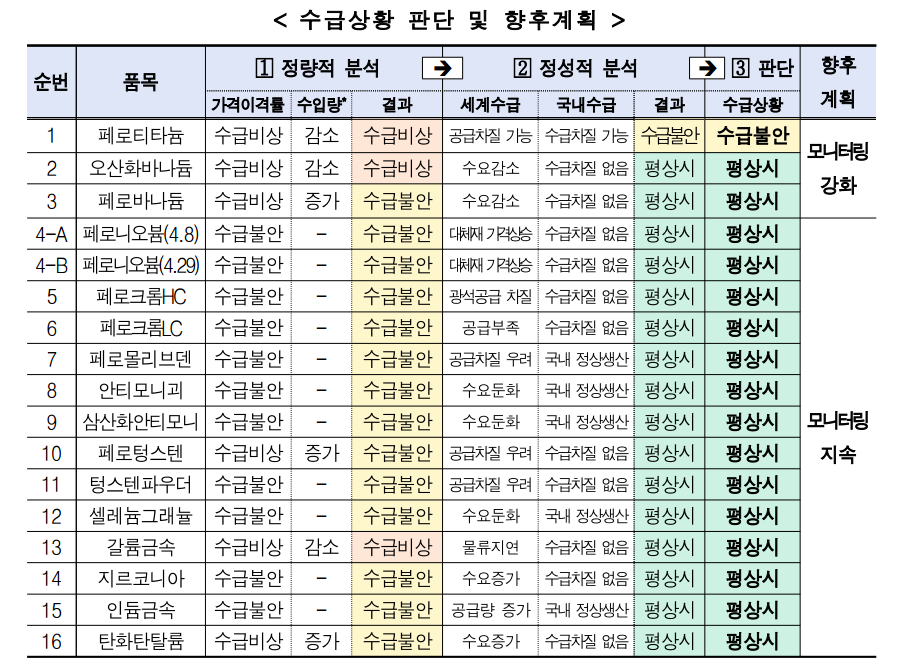 < 수급상황 판단 및 향후계획 >
순번 품목 1 정량적 분석 ➔ 2 정성적 분석 ➔ 3 판단 향후 계획
가격이격률 수입량* 결과 세계수급 국내수급 결과 수급상황
1 페로티타늄 수급비상 감소 수급비상 공급차질 가능 수급차질 가능 수급불안 수급불안 모니터링 강화
2 오산화바나듐 수급비상 감소 수급비상 수요감소 수급차질 없음 평상시 평상시
3 페로바나듐 수급비상 증가 수급불안 수요감소 수급차질 없음 평상시 평상시
4-A 페로니오븀(4.8) 수급불안 - 수급불안 대체재 가격상승 수급차질 없음 평상시 평상시 모니터링 지속
4-B 페로니오븀(4.29) 수급불안 - 수급불안 대체재 가격상승 수급차질 없음 평상시 평상시
5 페로크롬HC 수급불안 - 수급불안 광석공급 차질 수급차질 없음 평상시 평상시
6 페로크롬LC 수급불안 - 수급불안 공급부족 수급차질 없음 평상시 평상시
7 페로몰리브덴 수급불안 - 수급불안 공급차질 우려 국내 정상생산 평상시 평상시
8 안티모니괴 수급불안 - 수급불안 수요둔화 국내 정상생산 평상시 평상시
9 삼산화안티모니 수급불안 - 수급불안 수요둔화 국내 정상생산 평상시 평상시
10 페로텅스텐 수급비상 증가 수급불안 공급차질 우려 수급차질 없음 평상시 평상시
11 텅스텐파우더 수급불안 - 수급불안 공급차질 우려 수급차질 없음 평상시 평상시
12 셀레늄그래뉼 수급불안 - 수급불안 수요둔화 국내 정상생산 평상시 평상시
13 갈륨금속 수급비상 감소 수급비상 물류지연 수급차질 없음 평상시 평상시
14 지르코니아 수급불안 - 수급불안 수요증가 수급차질 없음 평상시 평상시
15 인듐금속 수급불안 - 수급불안 공급량 증가 국내 정상생산 평상시 평상시
16 탄화탄탈륨 수급비상 증가 수급불안 수요증가 수급차질 없음 평상시 평상시